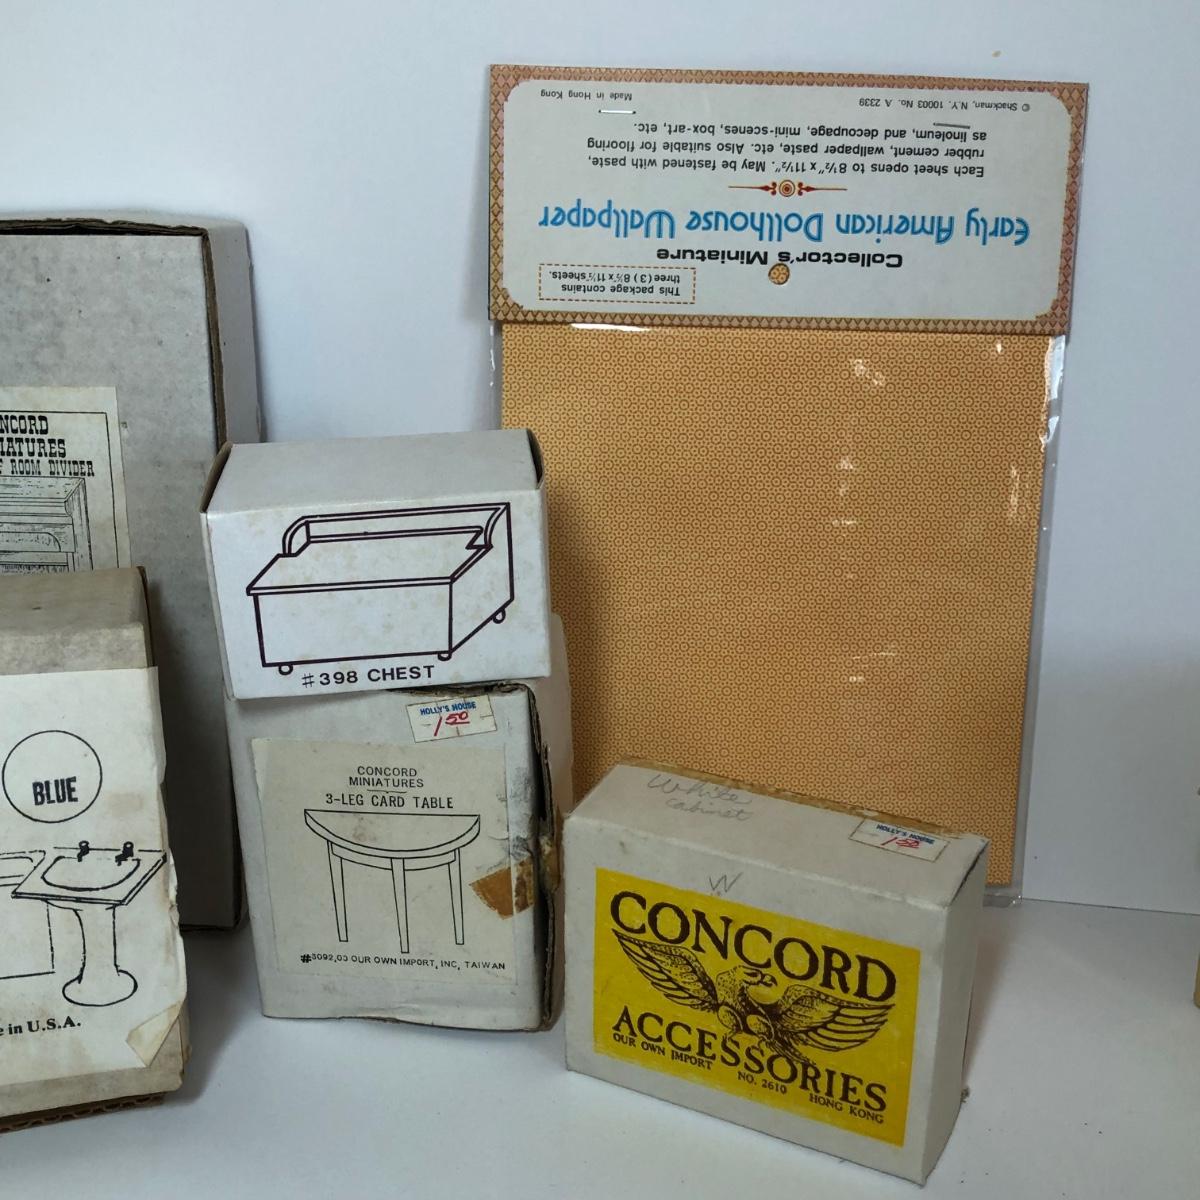 © Shackman, N.Y. 10003 No. A 2339
Made in Hong Kong
Each sheet opens to 8½" x 11½". May be fastened with paste,
rubber cement, wallpaper paste, etc. Also suitable for flooring
as linoleum, and decoupage, mini-scenes, box-art, etc.
Early American Dollhouse Wallpaper
Collector's Miniature
This package contains
three (3) 8½ x 11½ sheets.
ROOM DIVIDER
#398 CHEST
HOLLY'S HOUSE
1 50
CONCORD
MINIATURES
3-LEG CARD TABLE
#3092,00 OUR OWN IMPORT, INC, TAIWAN
BLUE
in U.S.A.
White
cabinet
HOLLY'S HOUSE
1 50
W
CONCORD
ACCESSORIES
OUR OWN IMPORT NO. 2610 HONG KONG